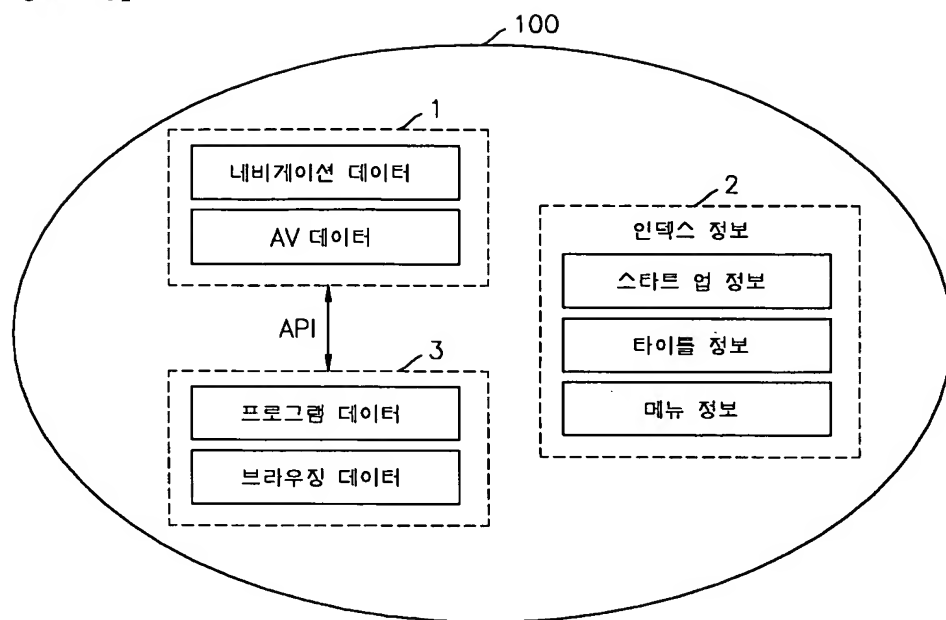 100
1
네비게이션 데이터
AV 데이터
API
3
프로그램 데이터
브라우징 데이터
2
인덱스 정보
스타트 업 정보
타이틀 정보
메뉴 정보